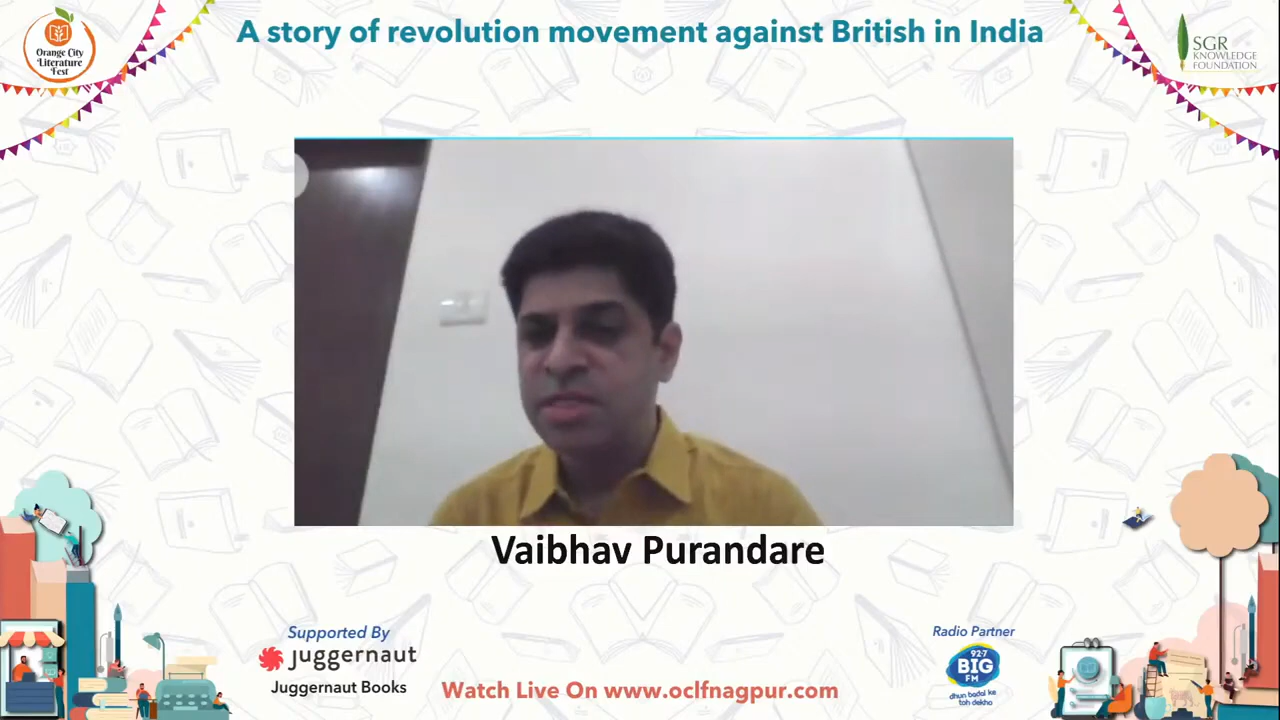 A story of revolution movement against British in India
Orange City
Literature
Fest
SGR
KNOWLEDGE
FOUNDATION
Vaibhav Purandare
Supported By
juggernaut
Juggernaut Books
Watch Live On www.oclfnagpur.com
Radio Partner
92.7
BIG
FM
dhun badal ke
toh dekho